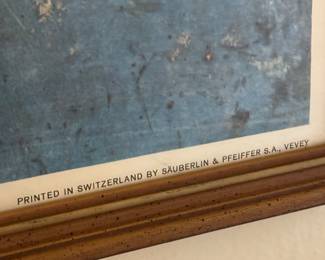 PRINTED IN SWITZERLAND BY SÄUBERLIN & PFEIFFER S.A., VEVEY